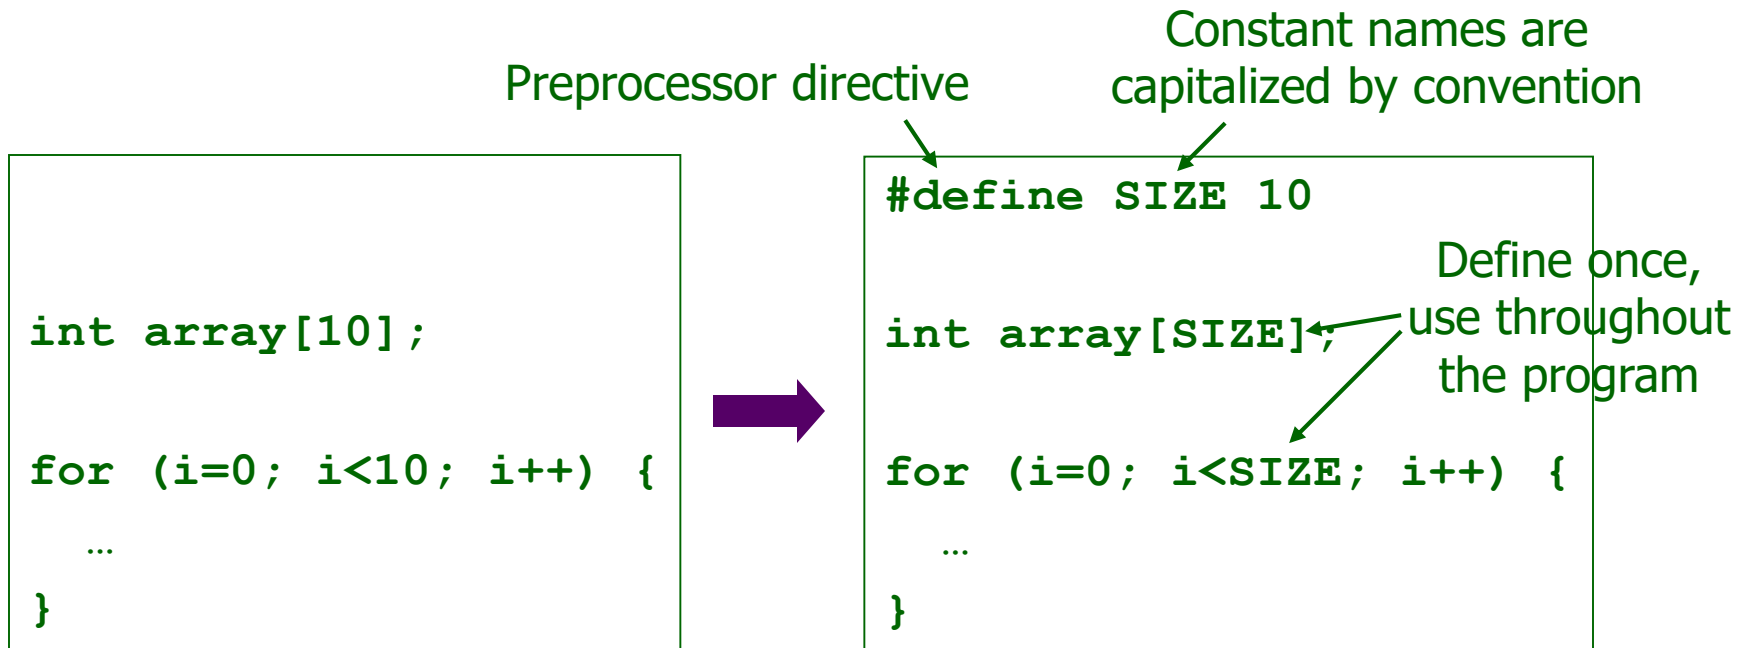 Constant names are
capitalized by convention
Preprocessor directive
int array[10];
for (i=0; i<10; i++) {
…
}
#define SIZE 10
int array[SIZE];
for (i=0; i<SIZE; i++) {
…
}
Define once,
use throughout
the program